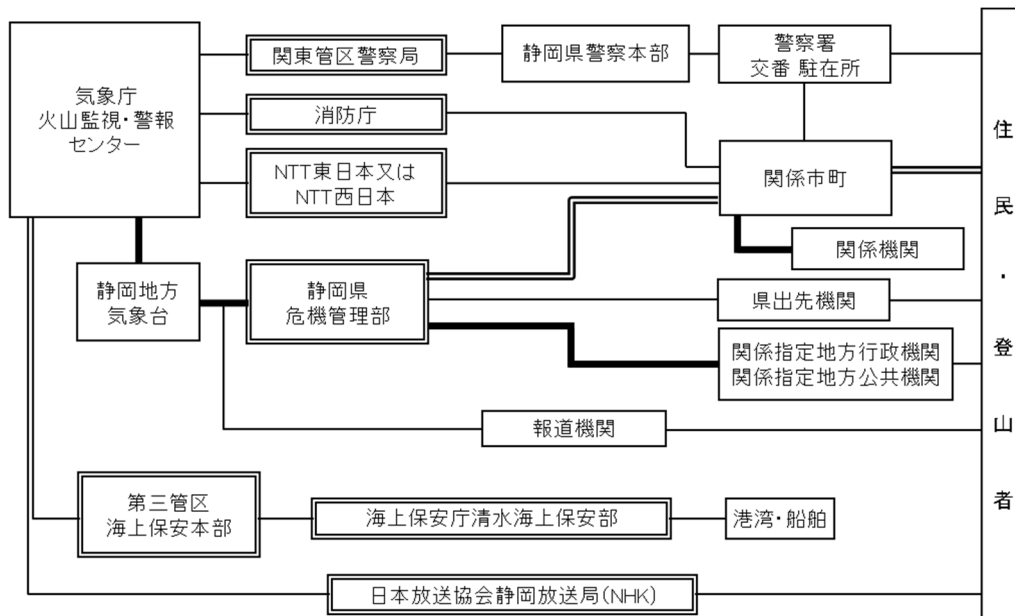 気象庁
火山監視・警報
センター
関東管区警察局
静岡県警察本部
警察署
交番 駐在所
消防庁
NTT東日本又は
NTT西日本
関係市町
関係機関
静岡地方
気象台
静岡県
危機管理部
県出先機関
関係指定地方行政機関
関係指定地方公共機関
報道機関
第三管区
海上保安本部
海上保安庁清水海上保安部
港湾・船舶
日本放送協会静岡放送局(NHK)
住民・登山者